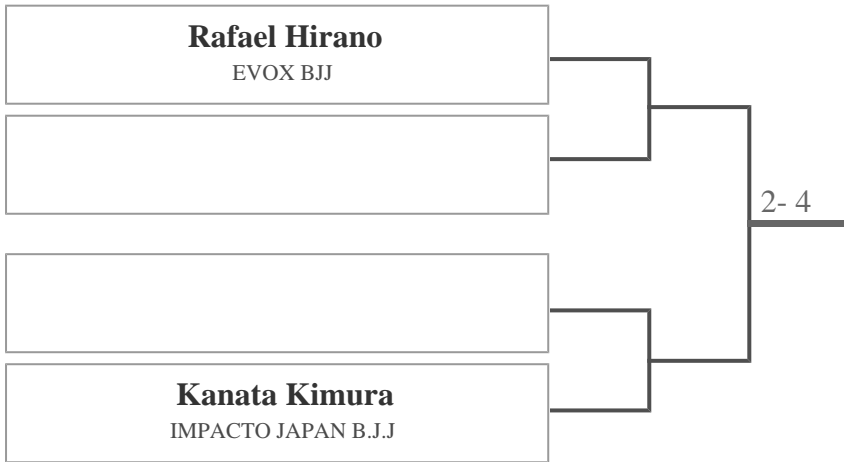 Rafael Hirano
EVOX BJJ
2- 4
Kanata Kimura
IMPACTO JAPAN B.J.J